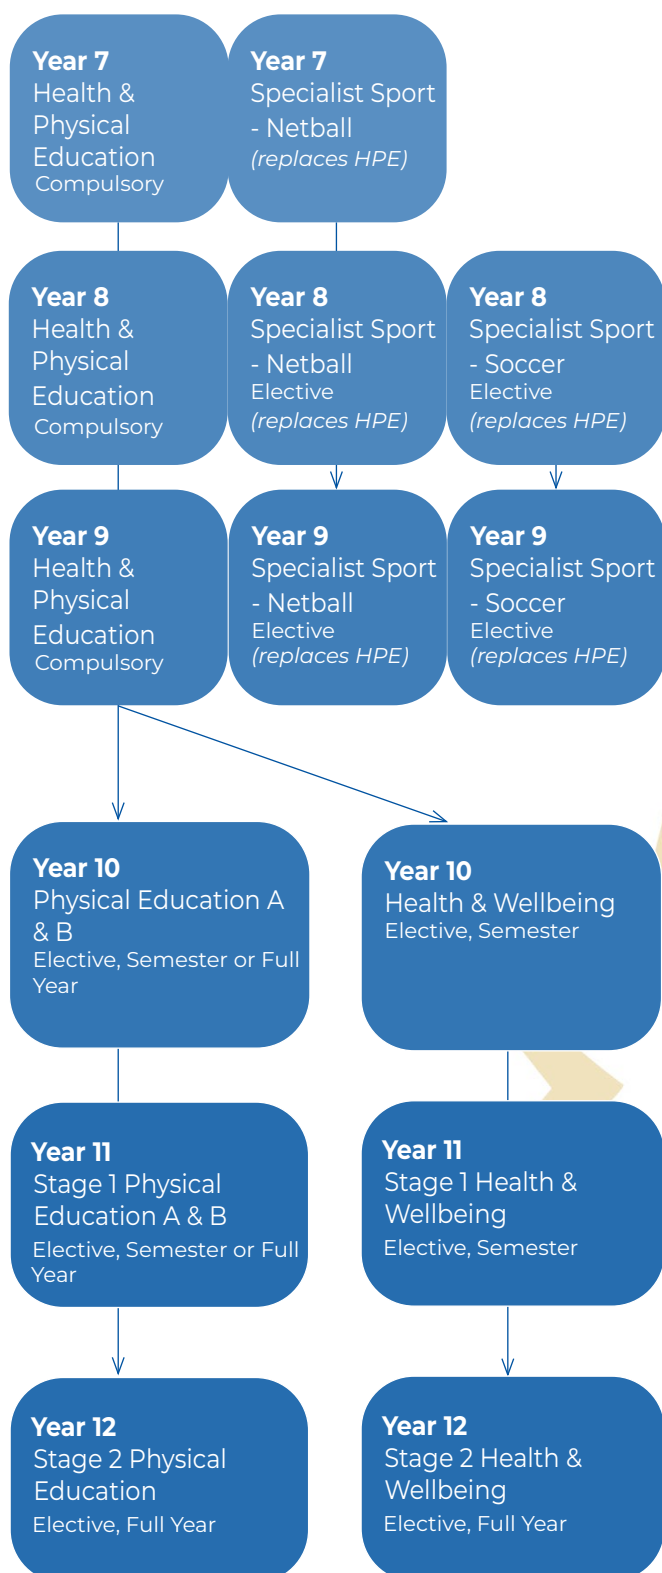 Year 7
Health &
Physical
Education
Compulsory
Year 7
Specialist Sport
- Netball
(replaces HPE)
Year 8
Health &
Physical
Education
Compulsory
Year 8
Specialist Sport
- Netball
Elective
(replaces HPE)
Year 8
Specialist Sport
- Soccer
Elective
(replaces HPE)
Year 9
Health &
Physical
Education
Compulsory
Year 9
Specialist Sport
- Netball
Elective
(replaces HPE)
Year 9
Specialist Sport
- Soccer
Elective
(replaces HPE)
Year 10
Physical Education A
& B
Elective, Semester or Full
Year
Year 10
Health & Wellbeing
Elective, Semester
Year 11
Stage 1 Physical
Education A & B
Elective, Semester or Full
Year
Year 11
Stage 1 Health &
Wellbeing
Elective, Semester
Year 12
Stage 2 Physical
Education
Elective, Full Year
Year 12
Stage 2 Health &
Wellbeing
Elective, Full Year